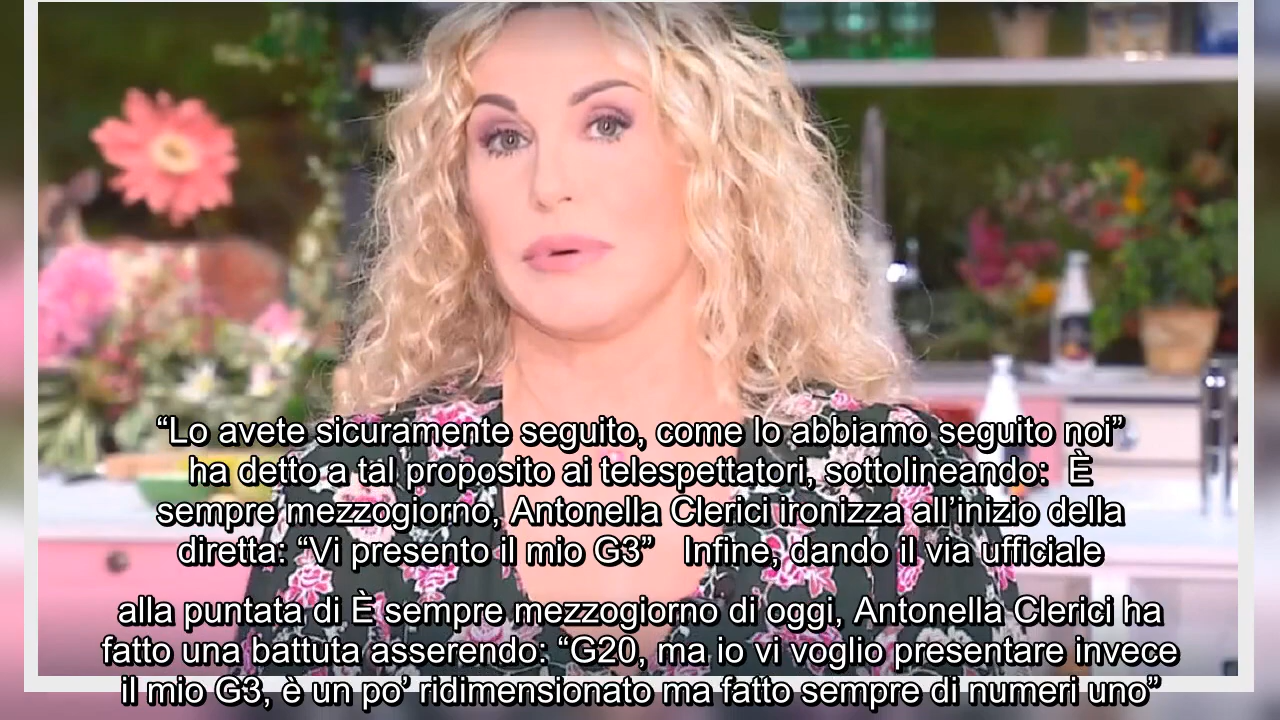 “Lo avete sicuramente seguito, come lo abbiamo seguito noi”
ha detto a tal proposito ai telespettatori, sottolineando:  È
sempre mezzogiorno, Antonella Clerici ironizza all’inizio della
diretta: “Vi presento il mio G3”   Infine, dando il via ufficiale
alla puntata di È sempre mezzogiorno di oggi, Antonella Clerici ha
fatto una battuta asserendo: “G20, ma io vi voglio presentare invece
il mio G3, è un po’ ridimensionato ma fatto sempre di numeri uno”